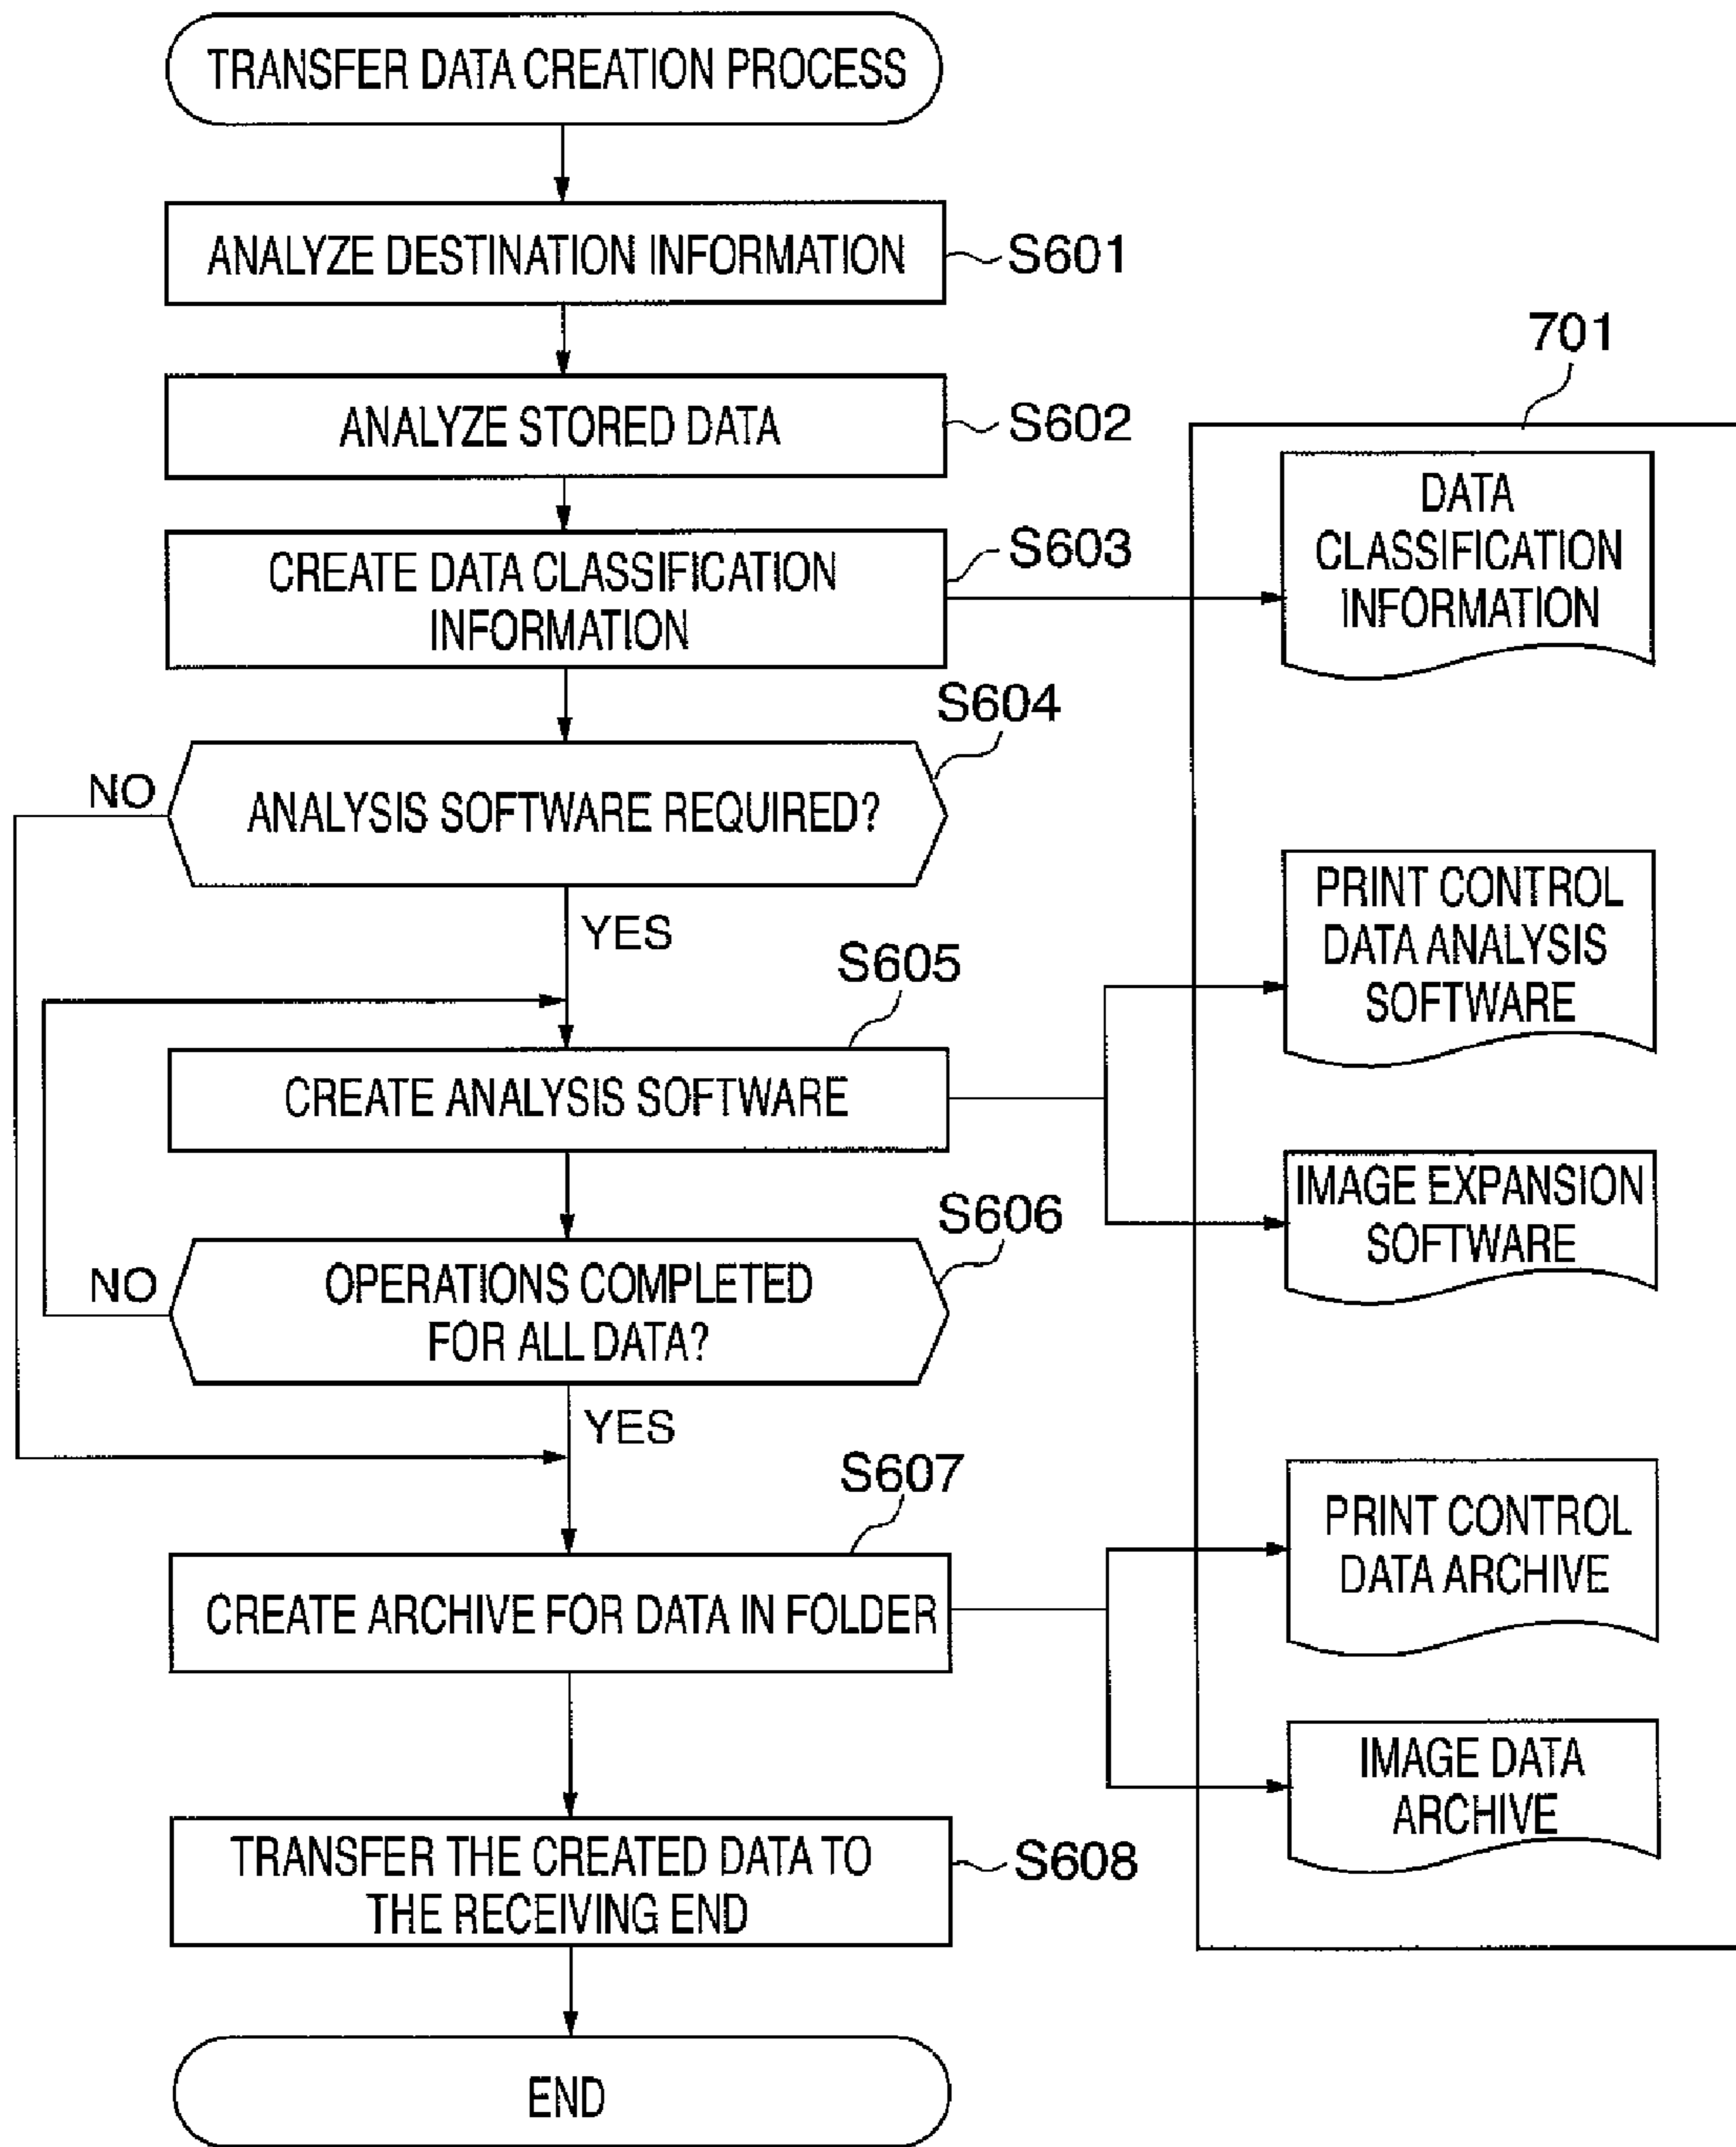 TRANSFER DATA CREATION PROCESS
ANALYZE DESTINATION INFORMATION
S601
ANALYZE STORED DATA
S602
CREATE DATA CLASSIFICATION
INFORMATION
S603
S604
NO
ANALYSIS SOFTWARE REQUIRED?
YES
S605
CREATE ANALYSIS SOFTWARE
S606
NO
OPERATIONS COMPLETED
FOR ALL DATA?
YES
S607
CREATE ARCHIVE FOR DATA IN FOLDER
TRANSFER THE CREATED DATA TO
THE RECEIVING END
S608
END
701
DATA
CLASSIFICATION
INFORMATION
PRINT CONTROL
DATA ANALYSIS
SOFTWARE
IMAGE EXPANSION
SOFTWARE
PRINT CONTROL
DATA ARCHIVE
IMAGE DATA
ARCHIVE